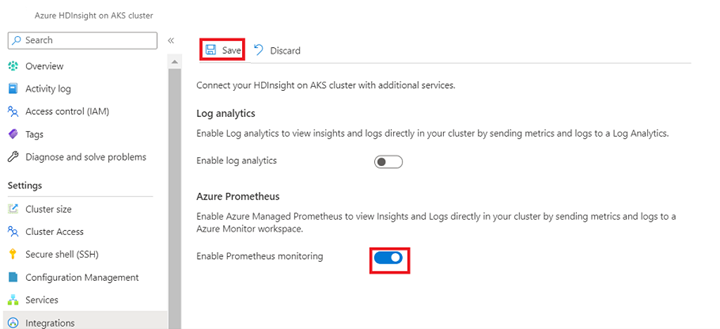 Azure HDInsight on AKS cluster
Search
«
Overview
Activity log
Access control (IAM)
Tags
Diagnose and solve problems
Settings
Cluster size
Cluster Access
Secure shell (SSH)
Configuration Management
Services
Integrations
Save Discard
Connect your HDInsight on AKS cluster with additional services.
Log analytics
Enable Log analytics to view insights and logs directly in your cluster by sending metrics and logs to a Log Analytics.
Enable log analytics
Azure Prometheus
Enable Azure Managed Prometheus to view Insights and Logs directly in your cluster by sending metrics and logs to a
Azure Monitor workspace.
Enable Prometheus monitoring